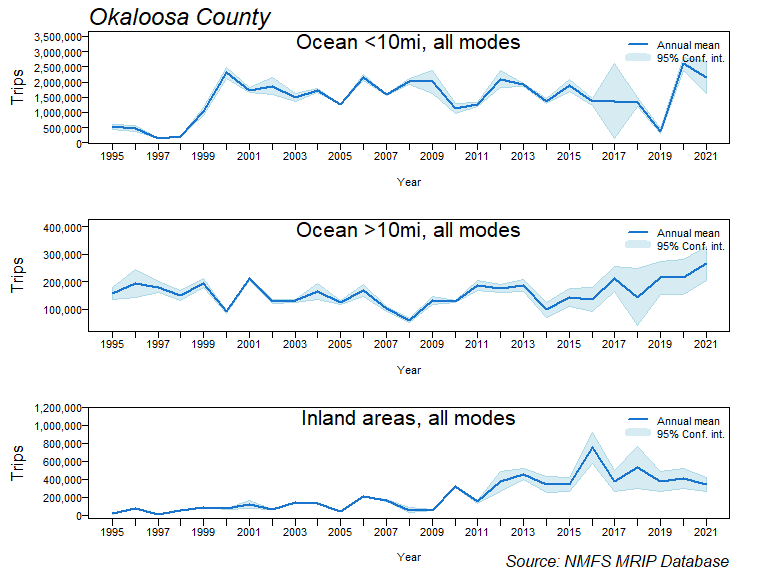 Okaloosa County
Ocean <10mi, all modes
Annual mean
95% Conf. int.
Trips
3,500,000
3,000,000
2,500,000
2,000,000
1,500,000
1,000,000
500,000
0
1995 1997 1999 2001 2003 2005 2007 2009 2011 2013 2015 2017 2019 2021
Year
Ocean >10mi, all modes
Annual mean
95% Conf. int.
Trips
400,000
300,000
200,000
100,000
1995 1997 1999 2001 2003 2005 2007 2009 2011 2013 2015 2017 2019 2021
Year
Inland areas, all modes
Annual mean
95% Conf. int.
Trips
1,200,000
1,000,000
800,000
600,000
400,000
200,000
0
1995 1997 1999 2001 2003 2005 2007 2009 2011 2013 2015 2017 2019 2021
Year
Source: NMFS MRIP Database